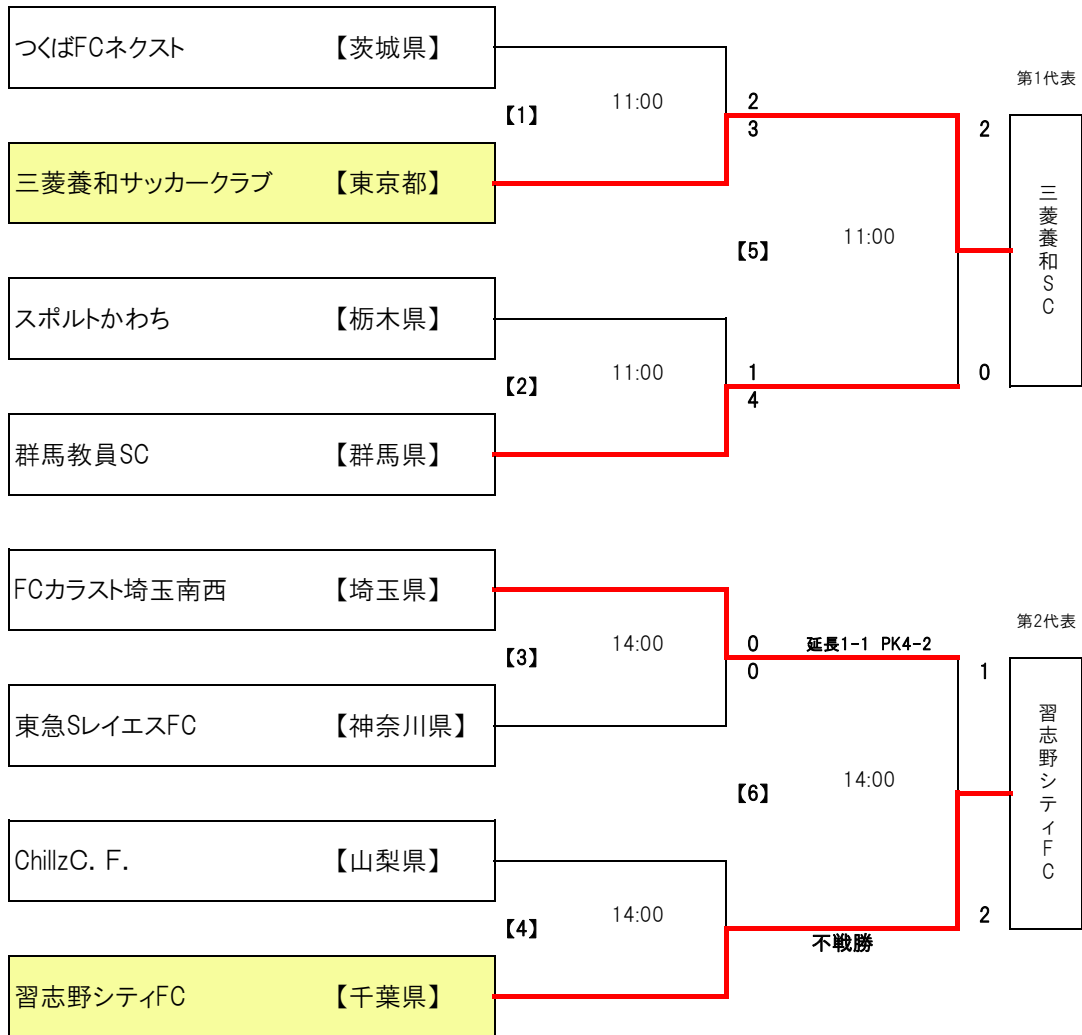 つくばFCネクスト 【茨城県】
第1代表
【1】 11:00 2
3 2
三菱養和サッカークラブ 【東京都】
三菱養和SC
【5】 11:00
スポルトかわち 【栃木県】
【2】 11:00 1 0
4
群馬教員SC 【群馬県】
FCカラスト埼玉南西 【埼玉県】
第2代表
【3】 14:00 0 延長1-1 PK4-2
0 1
東急SレイエスFC 【神奈川県】
習志野シティFC
【6】 14:00
ChillzC．F． 【山梨県】
【4】 14:00 2
不戦勝
習志野シティFC 【千葉県】